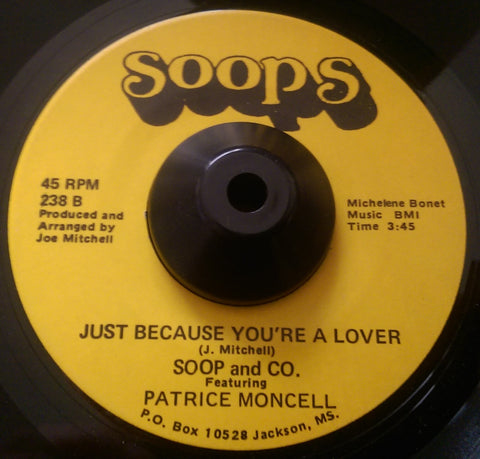 SOOPS
45 RPM
238 B
Produced and
Arranged by
Joe Mitchell
Michelene Bonet
Music BMI
Time 3:45
JUST BECAUSE YOU'RE A LOVER
(J. Mitchell)
SOOP and CO.
Featuring
PATRICE MONCELL
P.O. Box 10528 Jackson, MS.